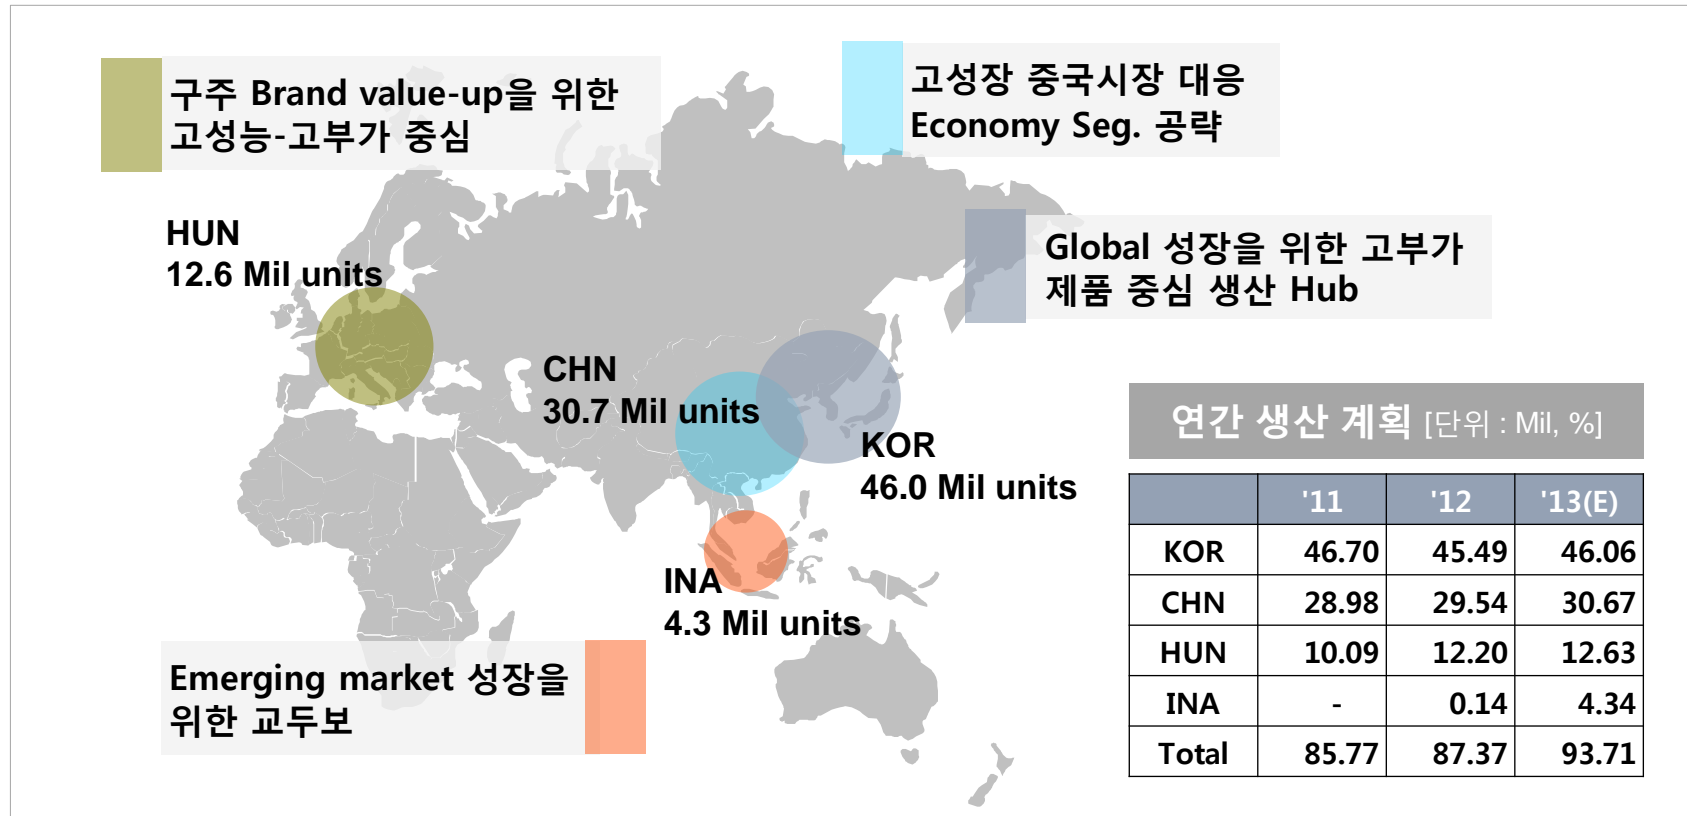 구주 Brand value-up을 위한
고성능-고부가 중심
고성장 중국시장 대응
Economy Seg. 공략
HUN
12.6 Mil units
Global 성장을 위한 고부가
제품 중심 생산 Hub
CHN
30.7 Mil units
KOR
46.0 Mil units
INA
4.3 Mil units
Emerging market 성장을
위한 교두보
연간 생산 계획 [단위 : Mil, %]
'11 '12 '13(E)
KOR 46.70 45.49 46.06
CHN 28.98 29.54 30.67
HUN 10.09 12.20 12.63
INA - 0.14 4.34
Total 85.77 87.37 93.71